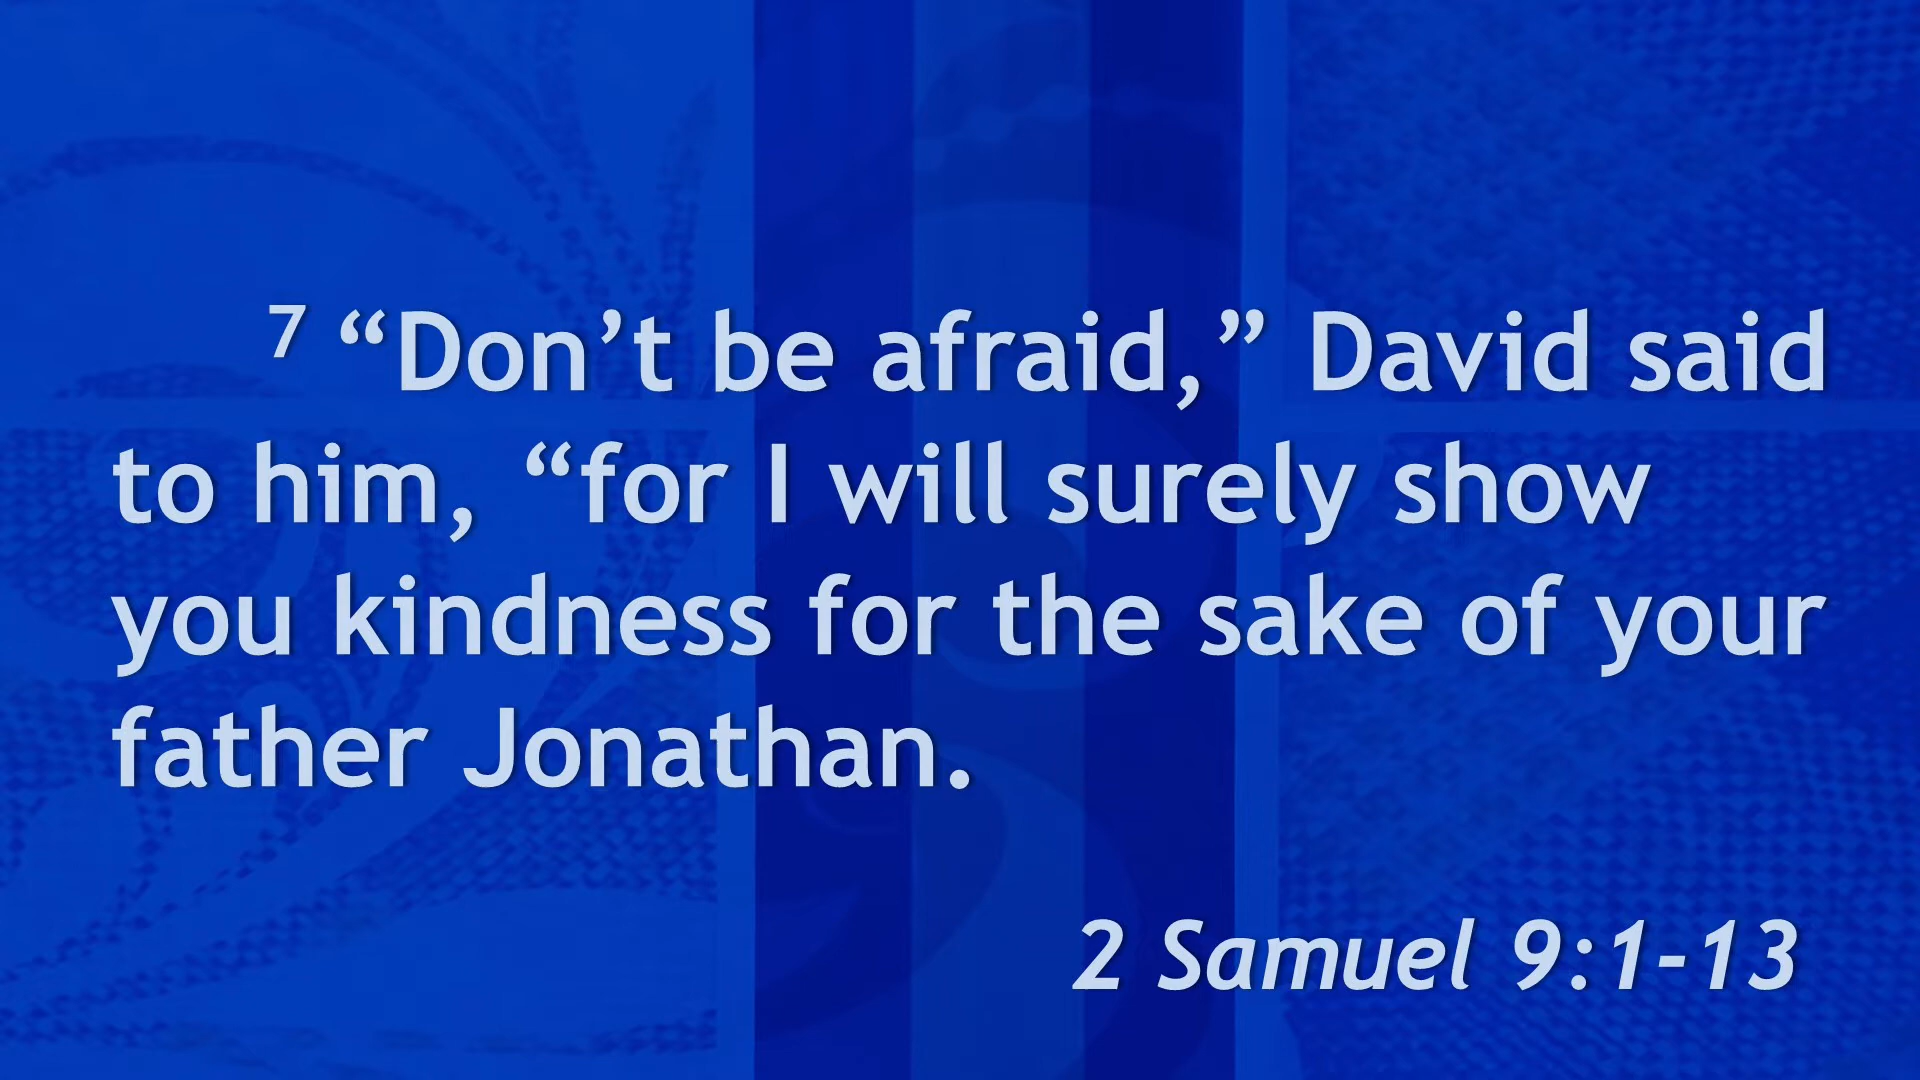 7 “Don’t be afraid,” David said
to him, “for I will surely show
you kindness for the sake of your
father Jonathan.
2 Samuel 9:1-13